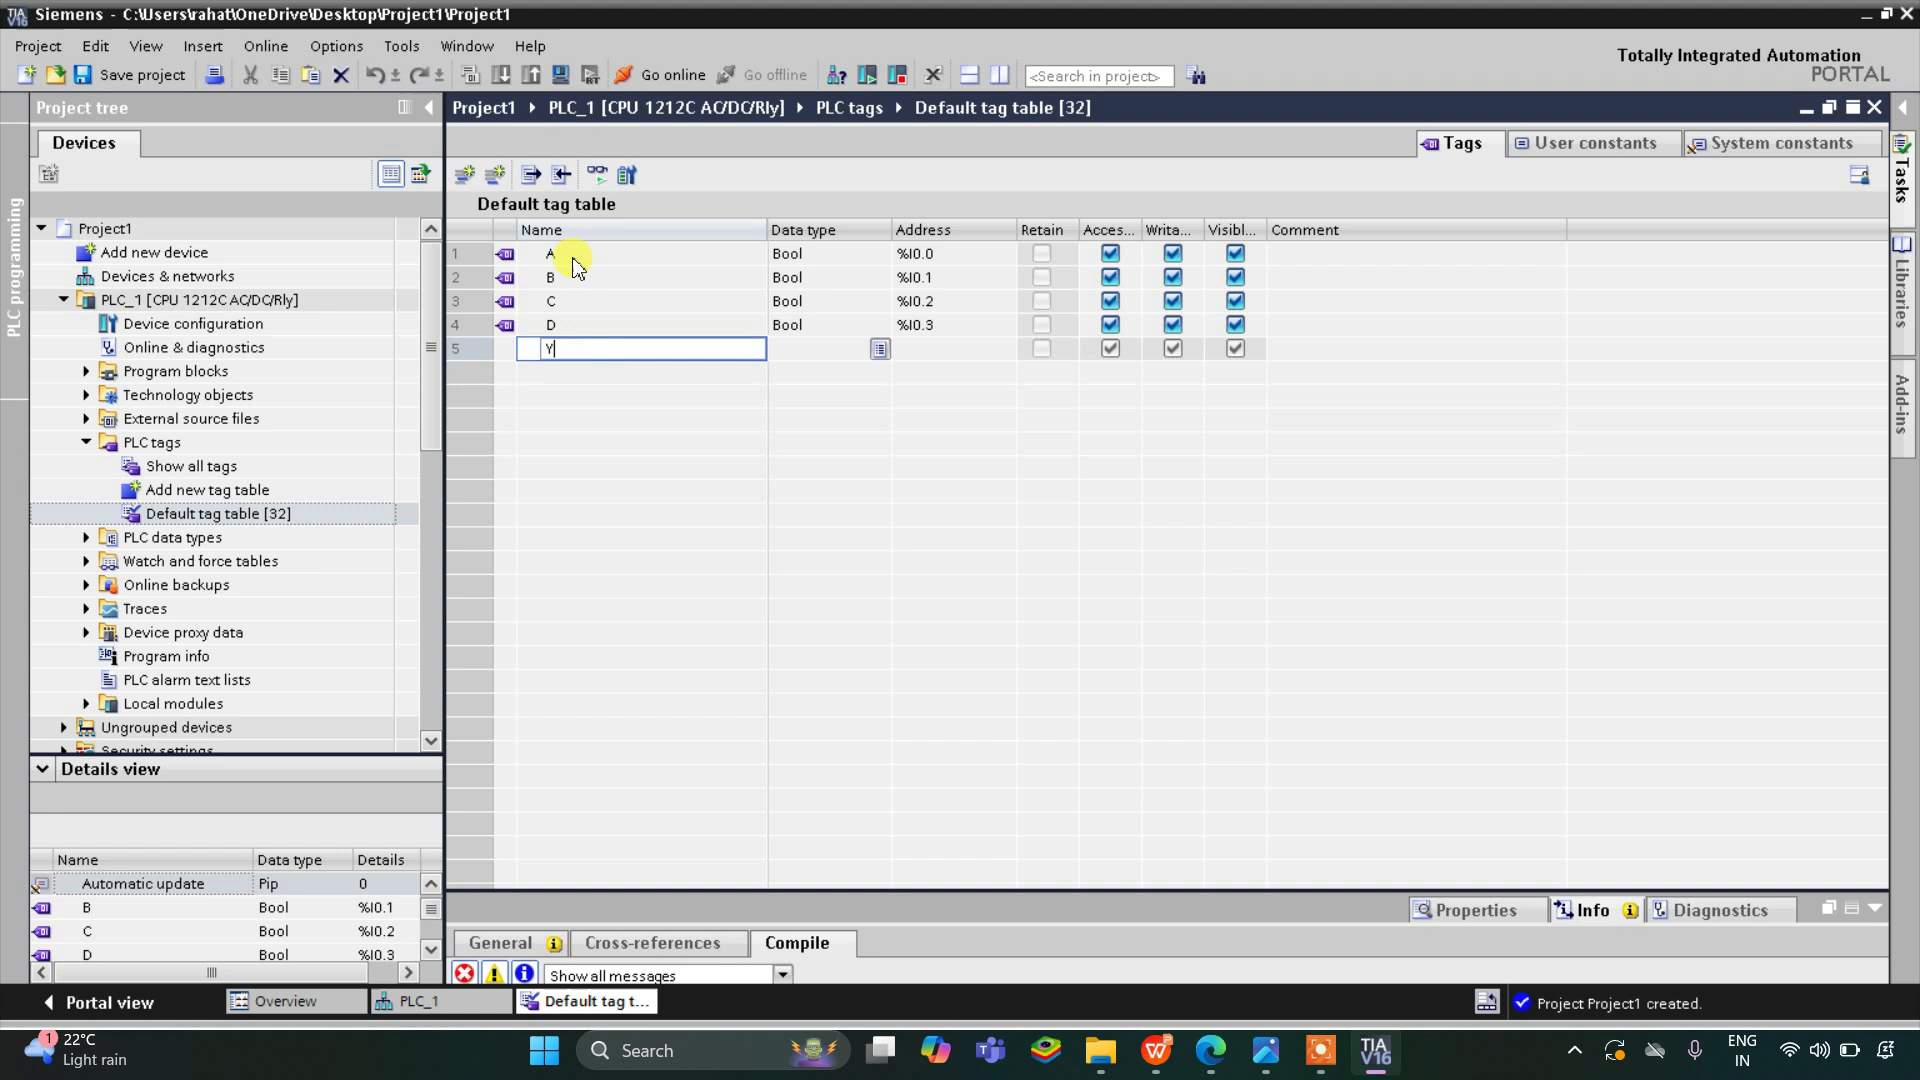 Siemens - C:\Users\rahat\OneDrive\Desktop\Project1\Project1
Project Edit View Insert Online Options Tools Window Help
Totally Integrated Automation
PORTAL
Save project
Go online
Go offline
<Search in project>
Project tree
Project1 PLC_1 [CPU 1212C AC/DC/Rly] PLC tags Default tag table [32]
Devices
Tags
User constants
System constants
PLC programming
Tasks
Libraries
Add-ins
Default tag table
Name Data type Address Retain Acces... Writa... Visibl... Comment
1 A Bool %I0.0
2 B Bool %I0.1
3 C Bool %I0.2
4 D Bool %I0.3
5 Y
Project1
Add new device
Devices & networks
PLC_1 [CPU 1212C AC/DC/Rly]
Device configuration
Online & diagnostics
Program blocks
Technology objects
External source files
PLC tags
Show all tags
Add new tag table
Default tag table [32]
PLC data types
Watch and force tables
Online backups
Traces
Device proxy data
Program info
PLC alarm text lists
Local modules
Ungrouped devices
Security settings
Details view
Name Data type Details
Automatic update Pip 0
B Bool %I0.1
C Bool %I0.2
D Bool %I0.3
Properties
Info
Diagnostics
General
Cross-references
Compile
Show all messages
Portal view
Overview
PLC_1
Default tag t...
Project Project1 created.
1
22°C
Light rain
Search
TIA
V16
ENG
IN